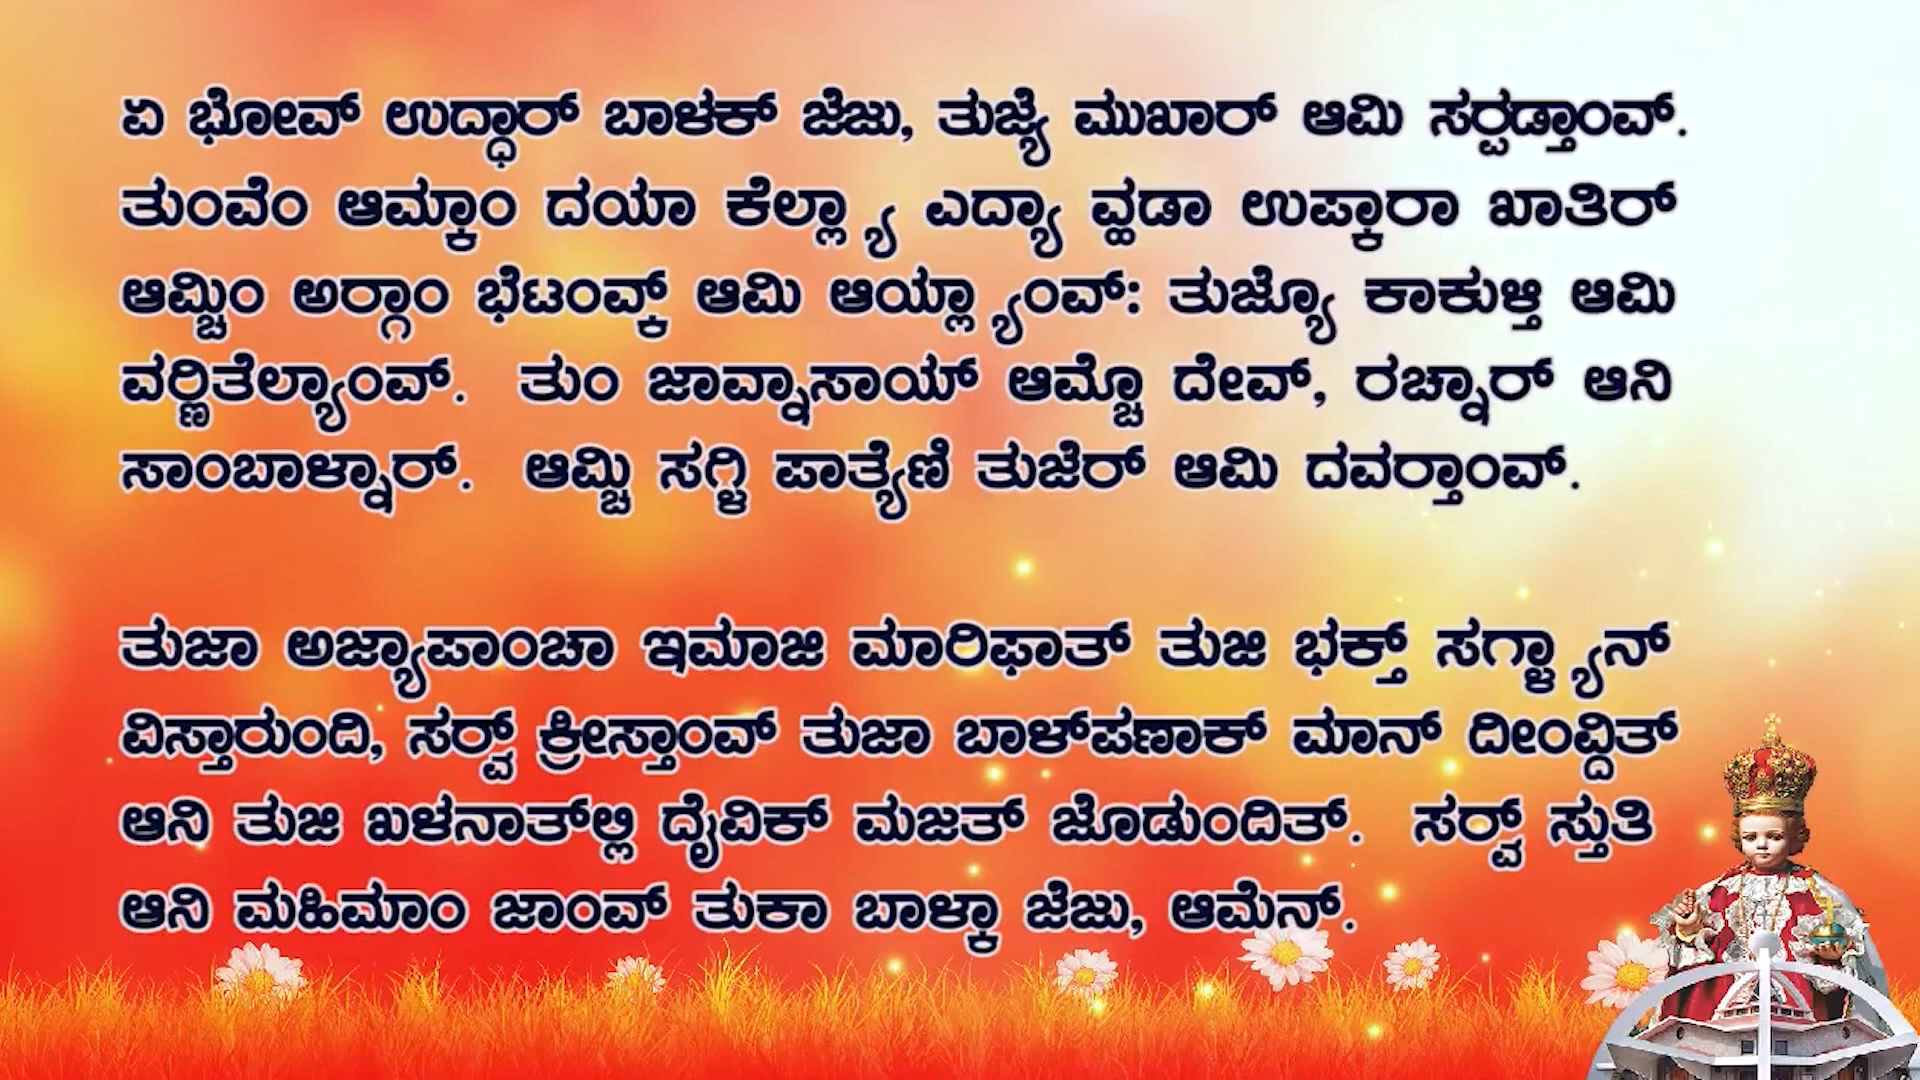 ಏ ಭೋವ್ ಉದ್ಧಾರ್ ಬಾಳಕ್ ಜೆಜು, ತುಜ್ಯೆ ಮುಖಾರ್ ಆಮಿ ಸರ‍್ಪಡ್ತಾಂವ್.
ತುಂವೆಂ ಆಮ್ಕಾಂ ದಯಾ ಕೆಲ್ಲ್ಯಾ ಎದ್ಯಾ ವ್ಹಡಾ ಉಪ್ಕಾರಾ ಖಾತಿರ್
ಆಮ್ಚಿಂ ಅರ‍್ಗಾಂ ಭೆಟಂವ್ಕ್ ಆಮಿ ಆಯ್ಲ್ಯಾಂವ್: ತುಜ್ಯೊ ಕಾಕುಳ್ತಿ ಆಮಿ
ವರ‍್ಣಿತೆಲ್ಯಾಂವ್. ತುಂ ಜಾವ್ನಾಸಾಯ್ ಆಮ್ಚೊ ದೇವ್, ರಚ್ನಾರ್ ಆನಿ
ಸಾಂಬಾಳ್ನಾರ್. ಆಮ್ಚಿ ಸಗ್ಳಿ ಪಾತ್ಯೆಣಿ ತುಜೆರ್ ಆಮಿ ದವರ‍್ತಾಂವ್.
ತುಜಾ ಅಜ್ಯಾಪಾಂಚಾ ಇಮಾಜಿ ಮಾರಿಫಾತ್ ತುಜಿ ಭಕ್ತ್ ಸಗ್ಳ್ಯಾನ್
ವಿಸ್ತಾರುಂದಿ, ಸರ‍್ವ್ ಕ್ರೀಸ್ತಾಂವ್ ತುಜಾ ಬಾಳ್‌ಪಣಾಕ್ ಮಾನ್ ದೀಂವ್ದಿತ್
ಆನಿ ತುಜಿ ಖಳನಾತ್‌ಲ್ಲಿ ದೈವಿಕ್ ಮಜತ್ ಜೊಡುಂದಿತ್. ಸರ‍್ವ್ ಸ್ತುತಿ
ಆನಿ ಮಹಿಮಾಂ ಜಾಂವ್ ತುಕಾ ಬಾಳ್ಕಾ ಜೆಜು, ಆಮೆನ್.